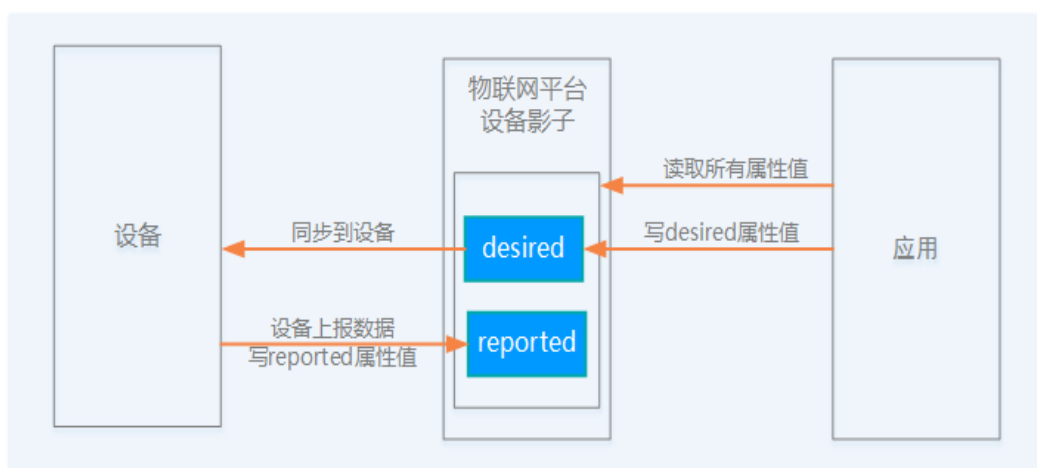 物联网平台
设备影子
读取所有属性值
设备
同步到设备
desired
写desired属性值
应用
设备上报数据
写reported属性值
reported